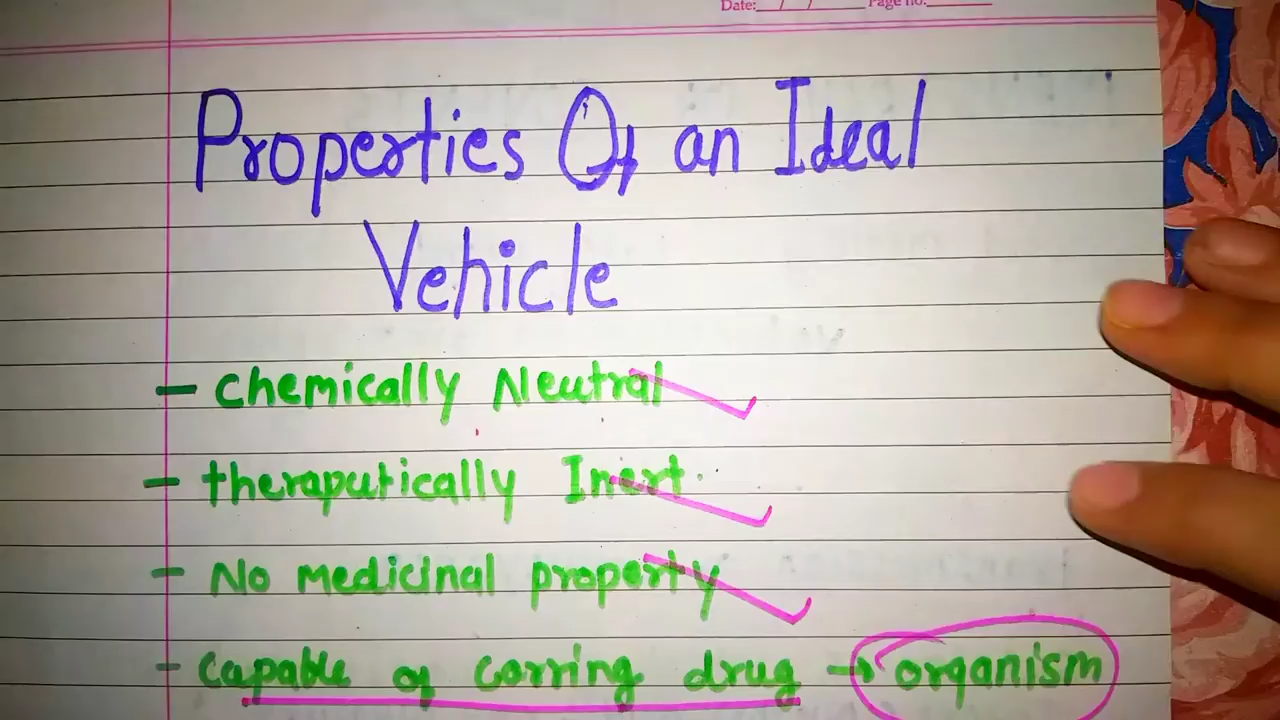 Date: / / Page no.
Properties Of an Ideal
Vehicle
- Chemically Neutral
- theraputically Inert.
- No medicinal property
- Capable of carring drug → organism